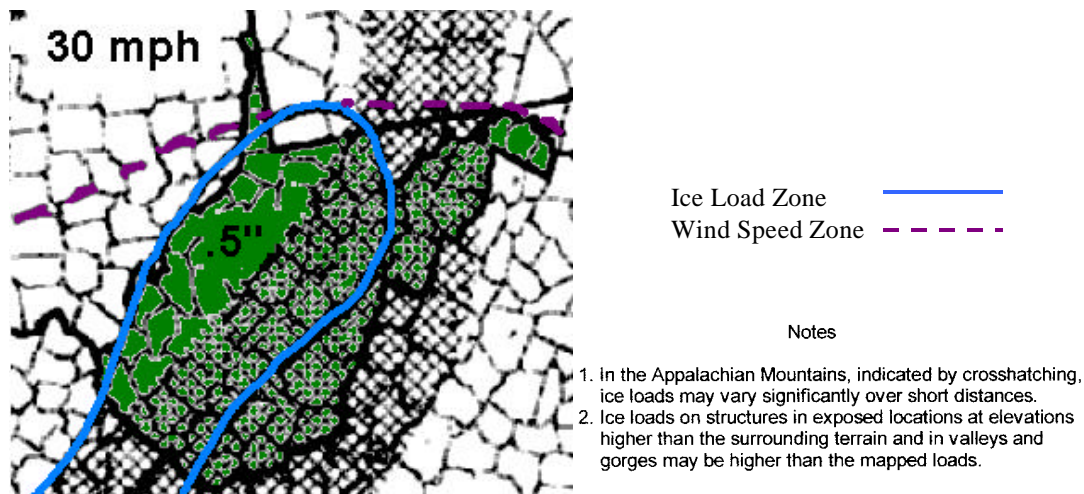 30 mph
.5"
Ice Load Zone
Wind Speed Zone
Notes
1. In the Appalachian Mountains, indicated by crosshatching,
ice loads may vary significantly over short distances.
2. Ice loads on structures in exposed locations at elevations
higher than the surrounding terrain and in valleys and
gorges may be higher than the mapped loads.